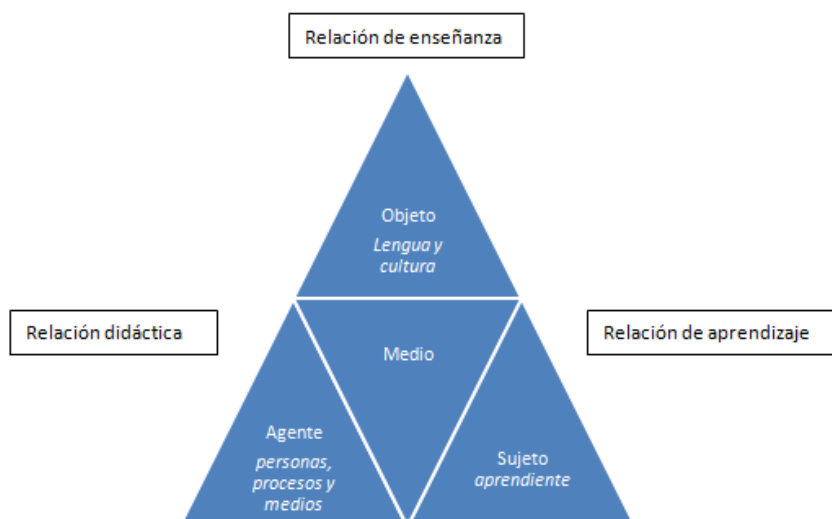 Relación de enseñanza
Objeto
Lengua y
cultura
Relación didáctica
Relación de aprendizaje
Medio
Agente
personas,
procesos y
medios
Sujeto
aprendiente